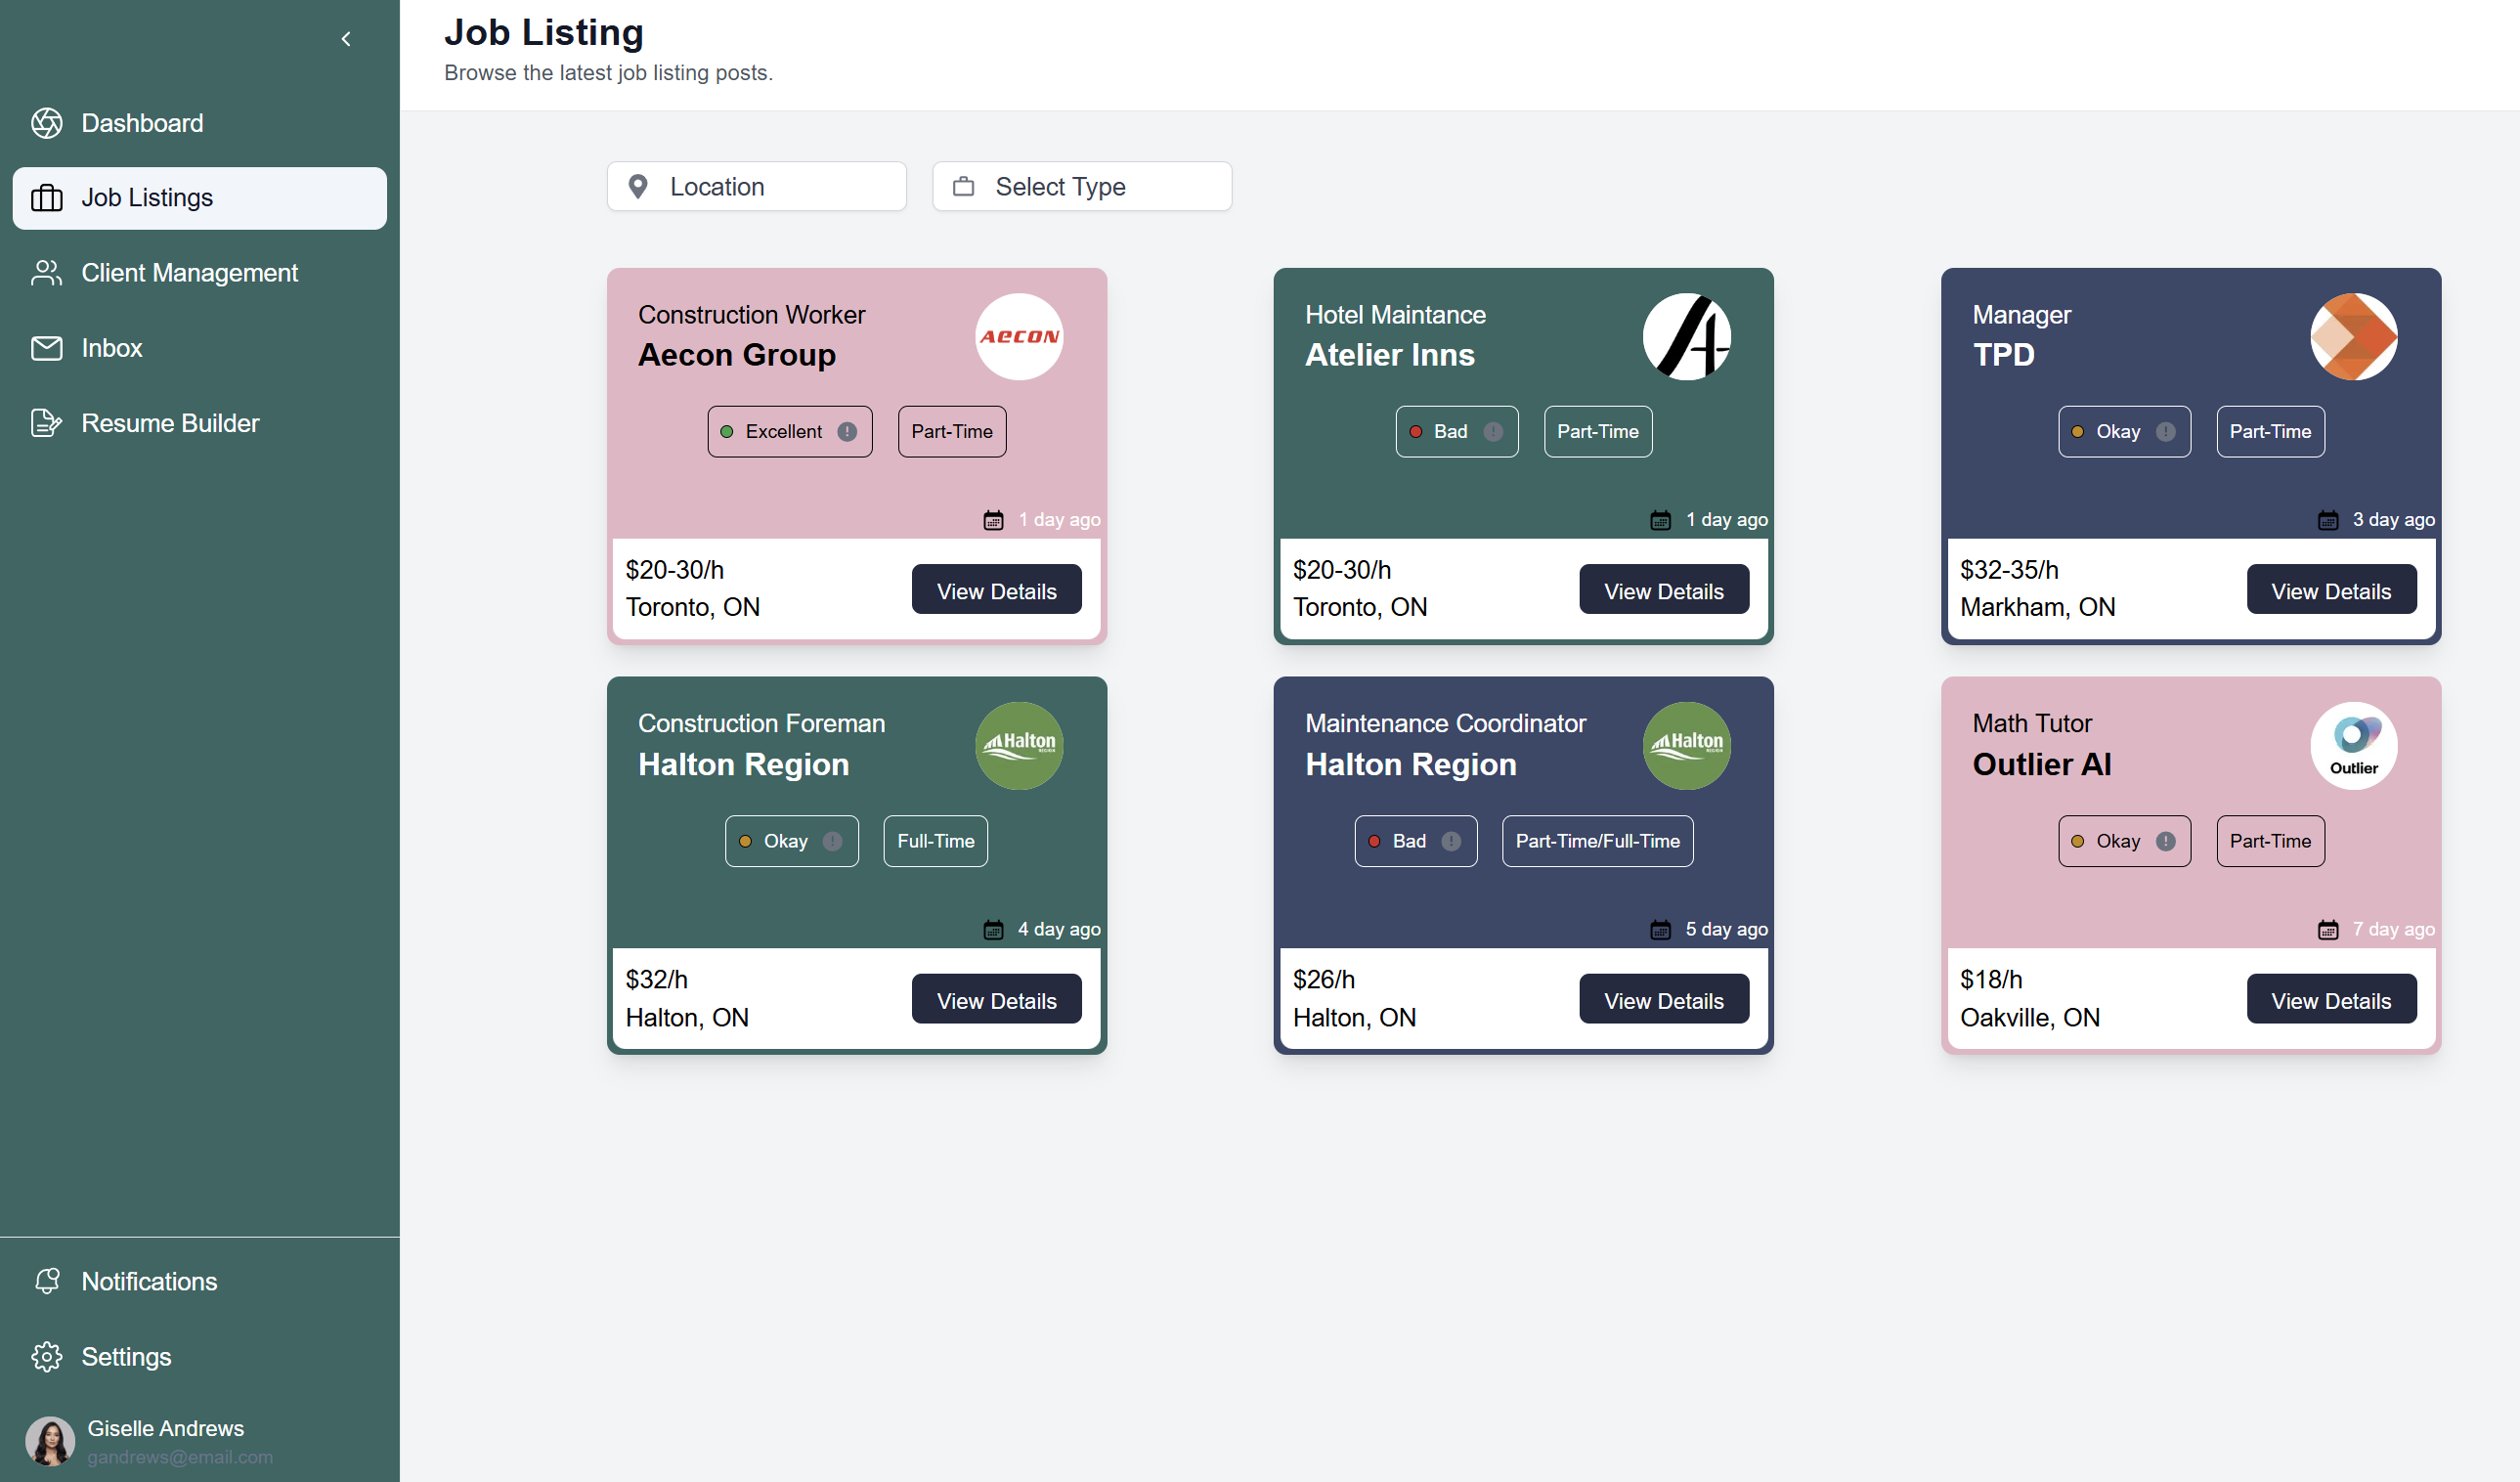 Job Listing
Browse the latest job listing posts.
Dashboard
Job Listings
Client Management
Inbox
Resume Builder
Location
Select Type
Construction Worker
Aecon Group
AECON
Excellent
Part-Time
1 day ago
$20-30/h
Toronto, ON
View Details
Hotel Maintance
Atelier Inns
A
Bad
Part-Time
1 day ago
$20-30/h
Toronto, ON
View Details
Manager
TPD
Okay
Part-Time
3 day ago
$32-35/h
Markham, ON
View Details
Construction Foreman
Halton Region
Halton
REGION
Okay
Full-Time
4 day ago
$32/h
Halton, ON
View Details
Maintenance Coordinator
Halton Region
Halton
REGION
Bad
Part-Time/Full-Time
5 day ago
$26/h
Halton, ON
View Details
Math Tutor
Outlier AI
Outlier
Okay
Part-Time
7 day ago
$18/h
Oakville, ON
View Details
Notifications
Settings
Giselle Andrews
gandrews@email.com